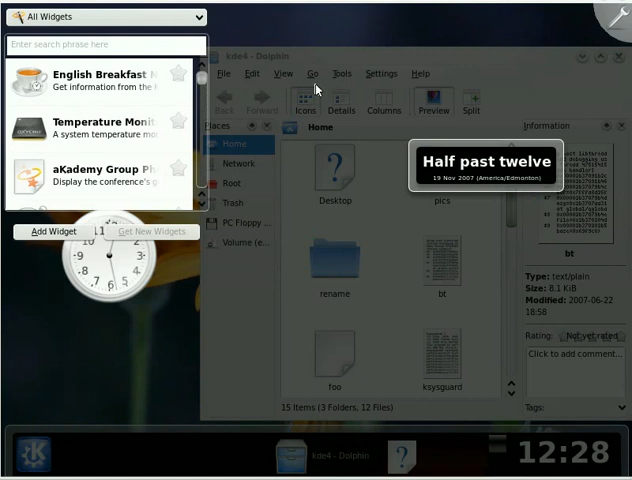 All Widgets
Enter search phrase here
English Breakfast
Get information from the
Temperature Monit
A system temperature mo
aKademy Group Ph
Display the conference's g
Add Widget
Get New Widgets
kde4 - Dolphin
File Edit View Go Tools Settings Help
Back Forward Icons Details Columns Preview Split
Places
Home
Information
Home
Network
Root
Trash
PC Floppy ...
Volume (e...
Desktop
pics
rename
bt
foo
ksysguard
15 Items (3 Folders, 12 Files)
Half past twelve
19 Nov 2007 (America/Edmonton)
bt
Type: text/plain
Size: 8.1 KiB
Modified: 2007-06-22
18:58
Rating: Not yet rated
Click to add comment...
Tags:
kde4 - Dolphin
12:28